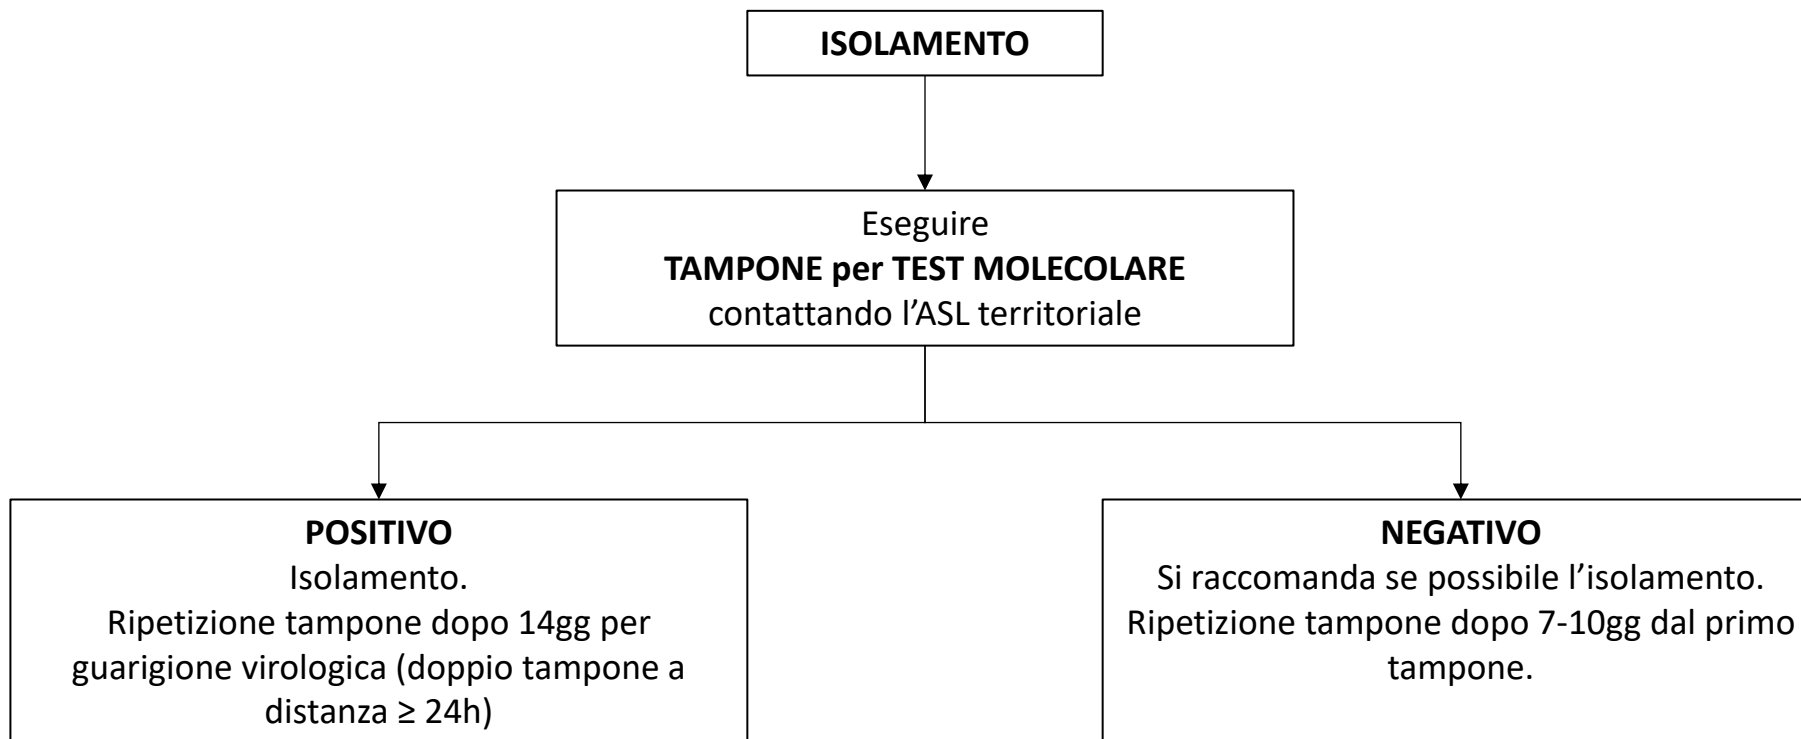 ISOLAMENTO
Eseguire
TAMPONE per TEST MOLECOLARE
contattando l’ASL territoriale
POSITIVO
Isolamento.
Ripetizione tampone dopo 14gg per
guarigione virologica (doppio tampone a
distanza ≥ 24h)
NEGATIVO
Si raccomanda se possibile l’isolamento.
Ripetizione tampone dopo 7-10gg dal primo
tampone.